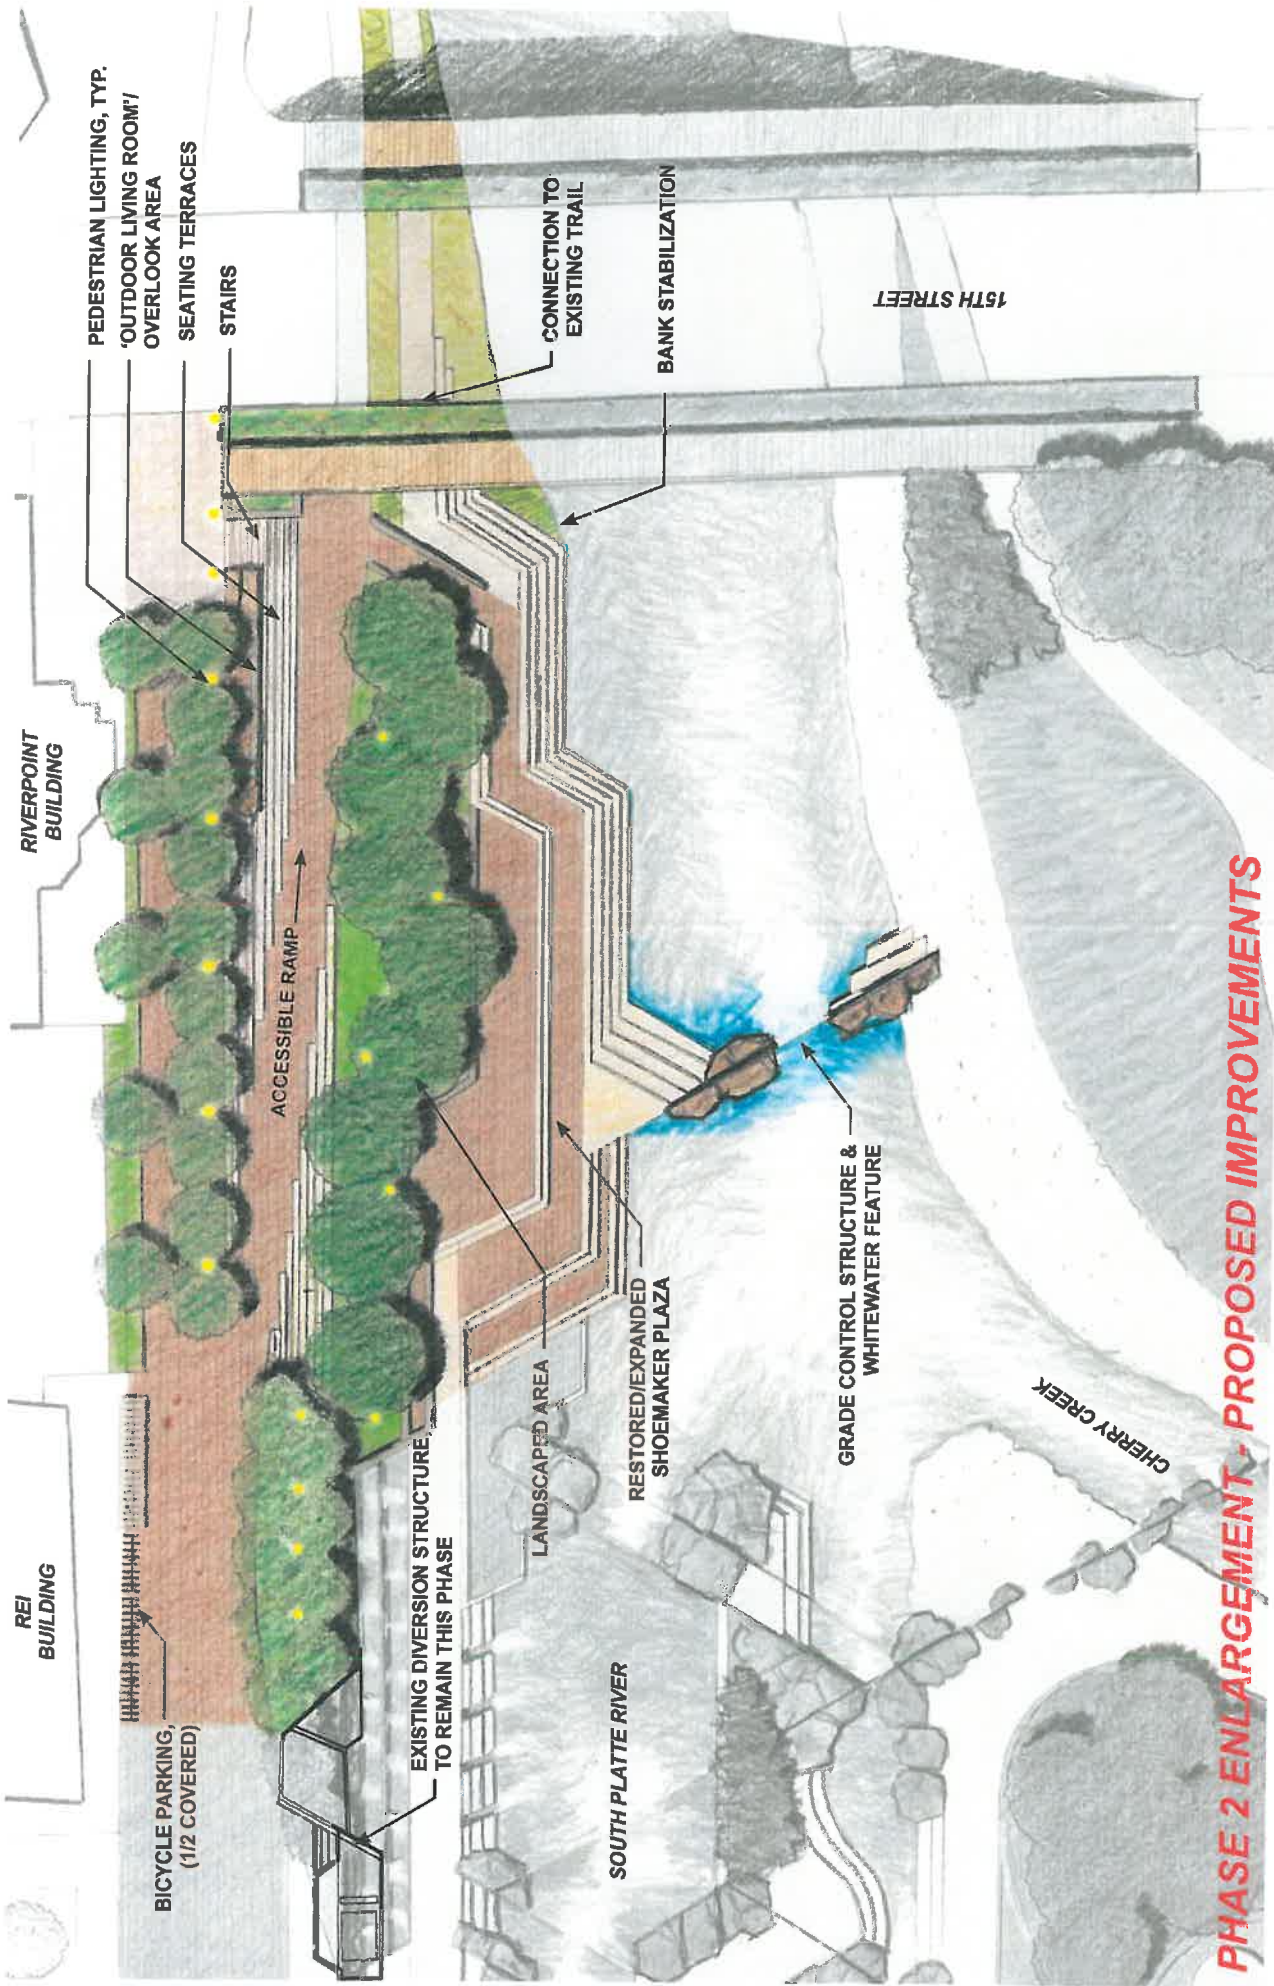 REI
BUILDING
RIVERPOINT
BUILDING
PEDESTRIAN LIGHTING, TYP.
'OUTDOOR LIVING ROOM'/
OVERLOOK AREA
SEATING TERRACES
STAIRS
BICYCLE PARKING,
(1/2 COVERED)
ACCESSIBLE RAMP
EXISTING DIVERSION STRUCTURE,
TO REMAIN THIS PHASE
LANDSCAPED AREA
RESTORED/EXPANDED
SHOEMAKER PLAZA
CONNECTION TO
EXISTING TRAIL
BANK STABILIZATION
SOUTH PLATTE RIVER
GRADE CONTROL STRUCTURE &
WHITEWATER FEATURE
15TH STREET
CHERRY CREEK
PHASE 2 ENLARGEMENT - PROPOSED IMPROVEMENTS